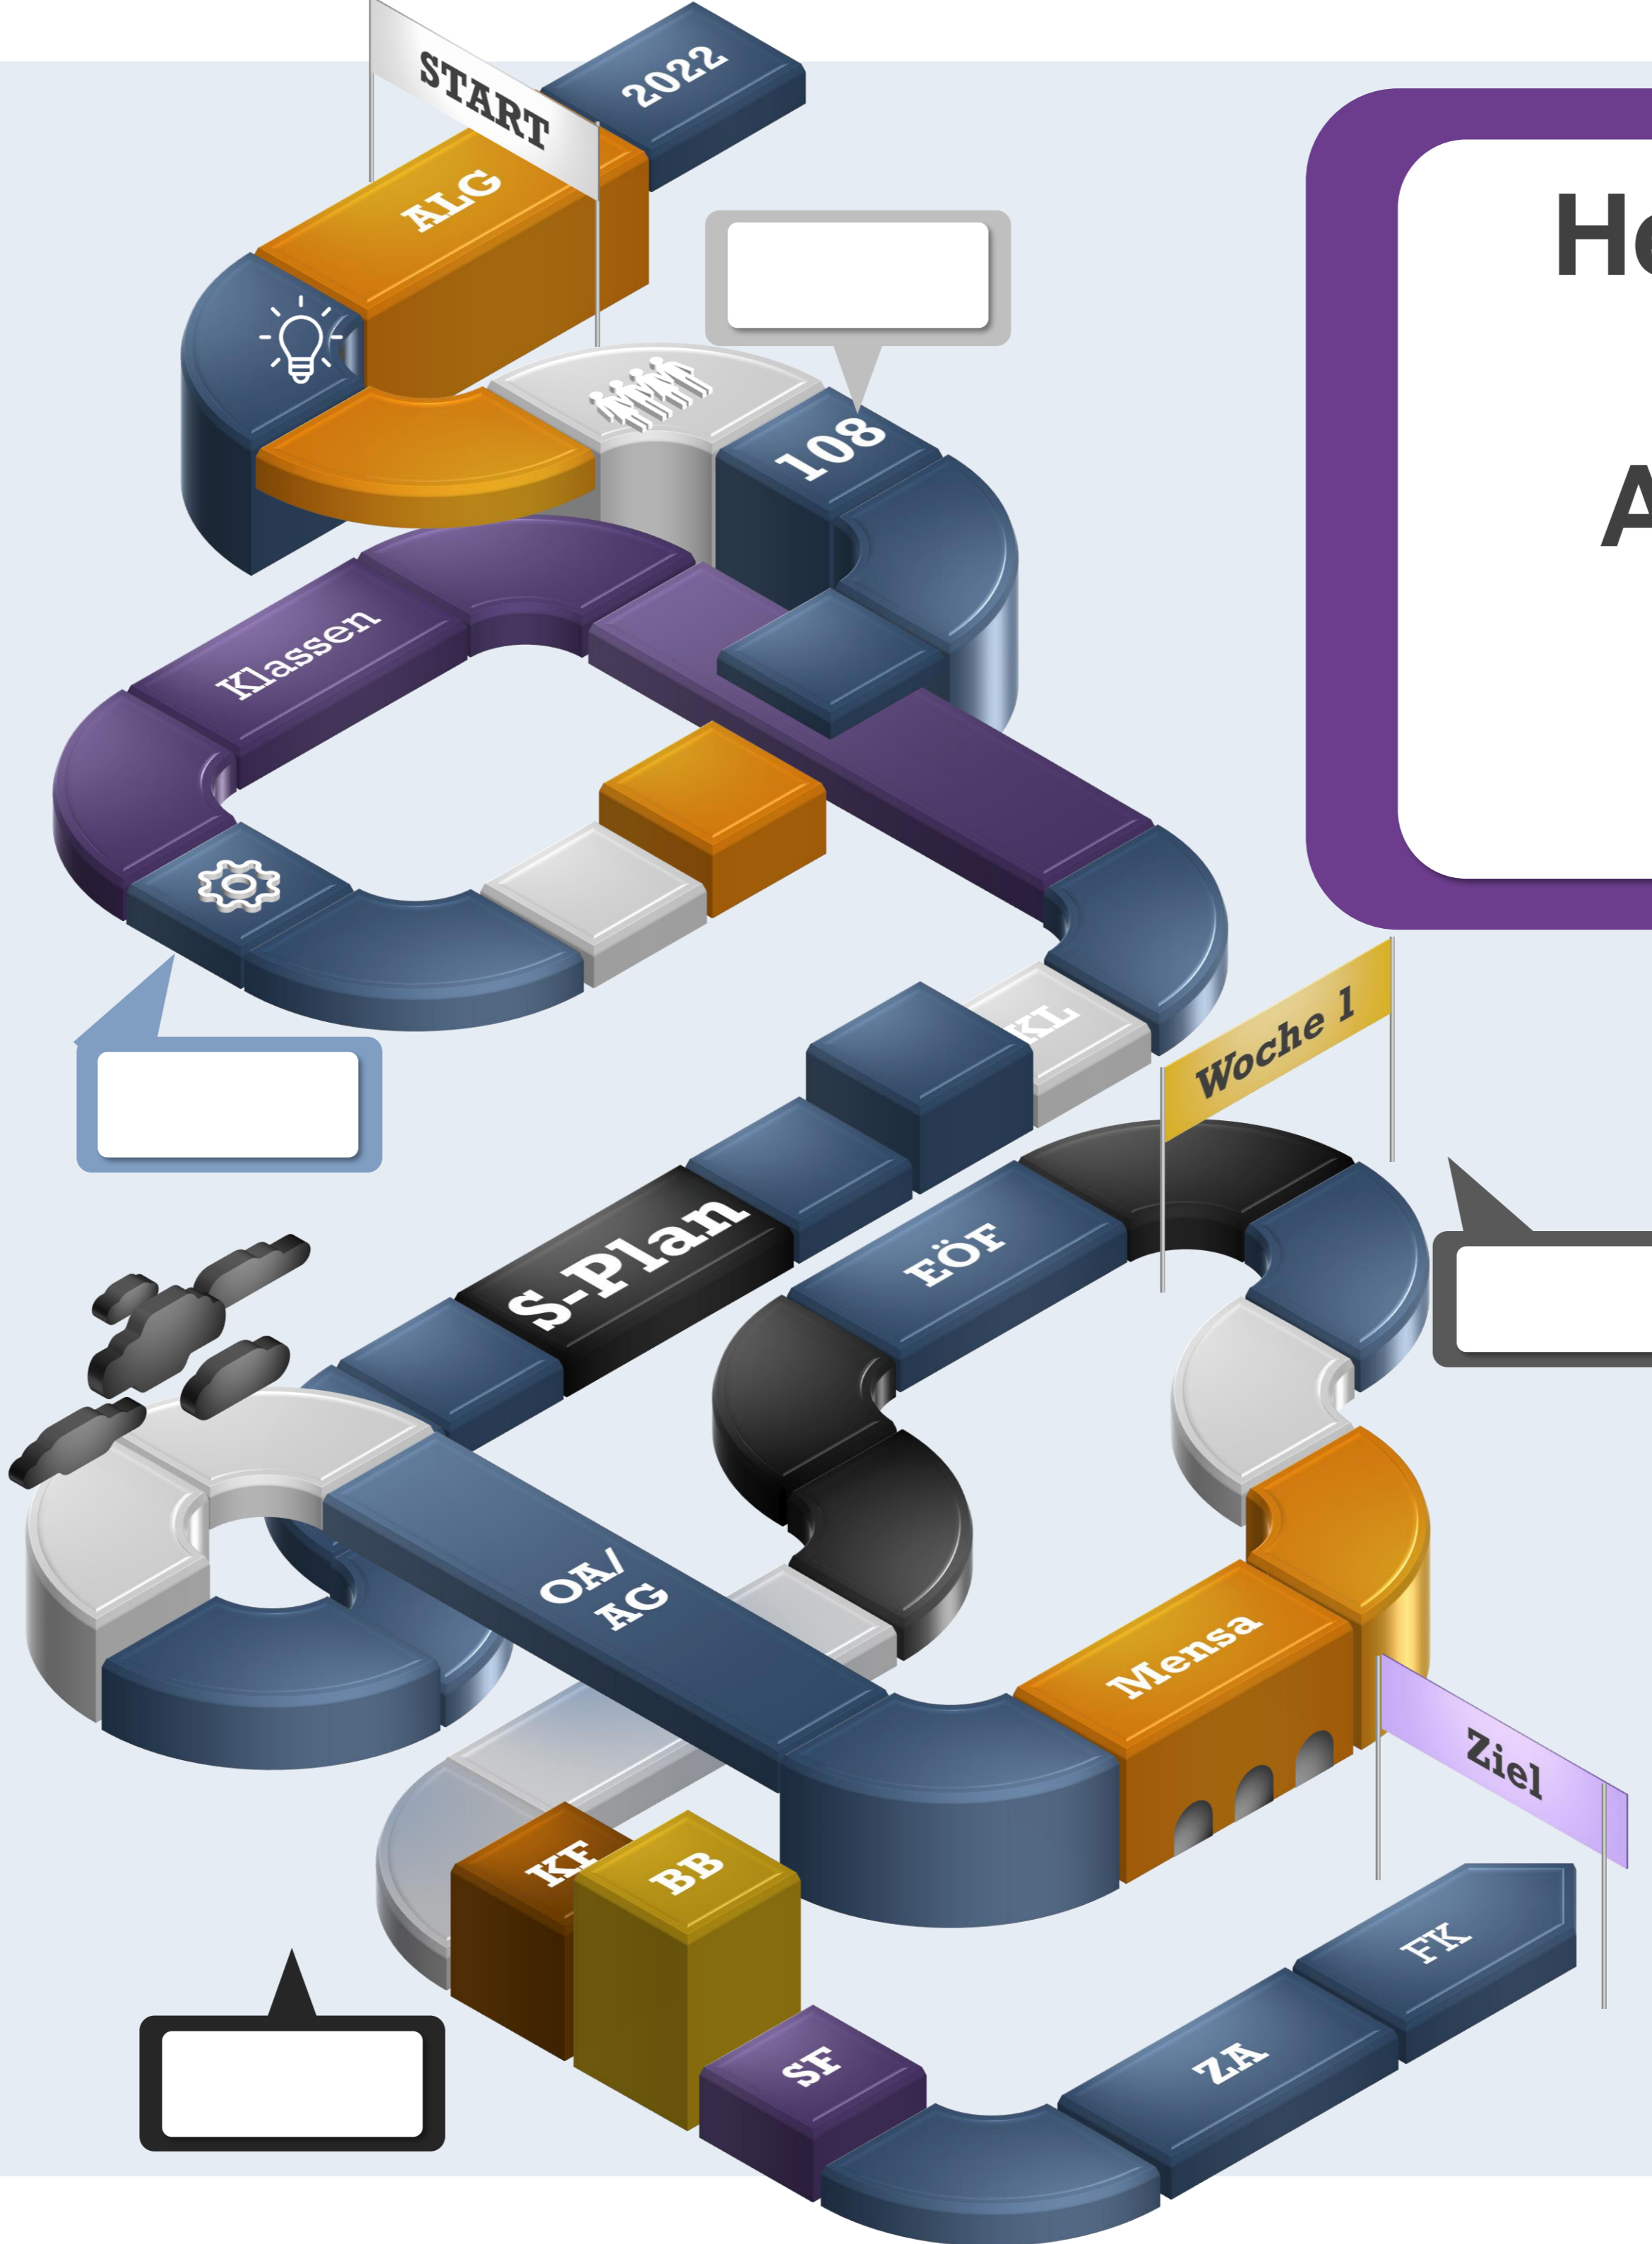 2022
START
ALG
108
Klassen
KL
Woche 1
S-Plan
EÖF
OA/
AG
Mensa
Ziel
KF
BB
FK
SF
ZA